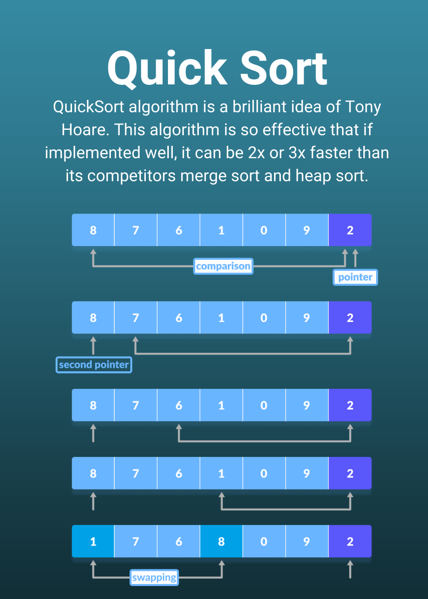 Quick Sort
QuickSort algorithm is a brilliant idea of Tony
Hoare. This algorithm is so effective that if
implemented well, it can be 2x or 3x faster than
its competitors merge sort and heap sort.
8 7 6 1 0 9 2
comparison
pointer
8 7 6 1 0 9 2
second pointer
8 7 6 1 0 9 2
8 7 6 1 0 9 2
1 7 6 8 0 9 2
swapping